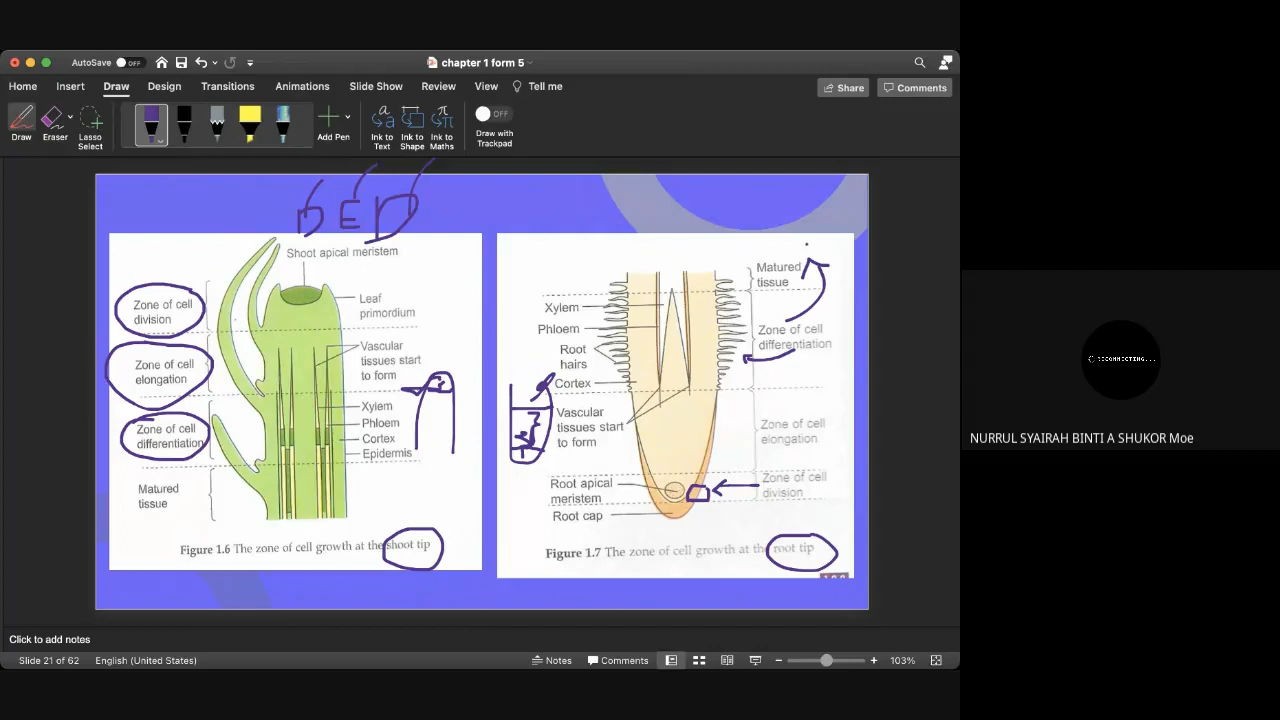 AutoSave OFF
chapter 1 form 5
Home Insert Draw Design Transitions Animations Slide Show Review View Tell me
Share Comments
Draw Eraser Lasso Select Add Pen Ink to Text Ink to Shape Ink to Maths Draw with Trackpad
OFF
D E D
Shoot apical meristem
Zone of cell
division
Leaf
primordium
Zone of cell
elongation
Vascular
tissues start
to form
Zone of cell
differentiation
Xylem
Phloem
Cortex
Epidermis
Matured
tissue
Figure 1.6 The zone of cell growth at the shoot tip
Matured
tissue
Xylem
Phloem
Zone of cell
differentiation
Root
hairs
Cortex
Vascular
tissues start
to form
Zone of cell
elongation
Root apical
meristem
Zone of cell
division
Root cap
Figure 1.7 The zone of cell growth at the root tip
RECONNECTING...
NURRUL SYAIRAH BINTI A SHUKOR Moe
Click to add notes
Slide 21 of 62 English (United States) Notes Comments 103%